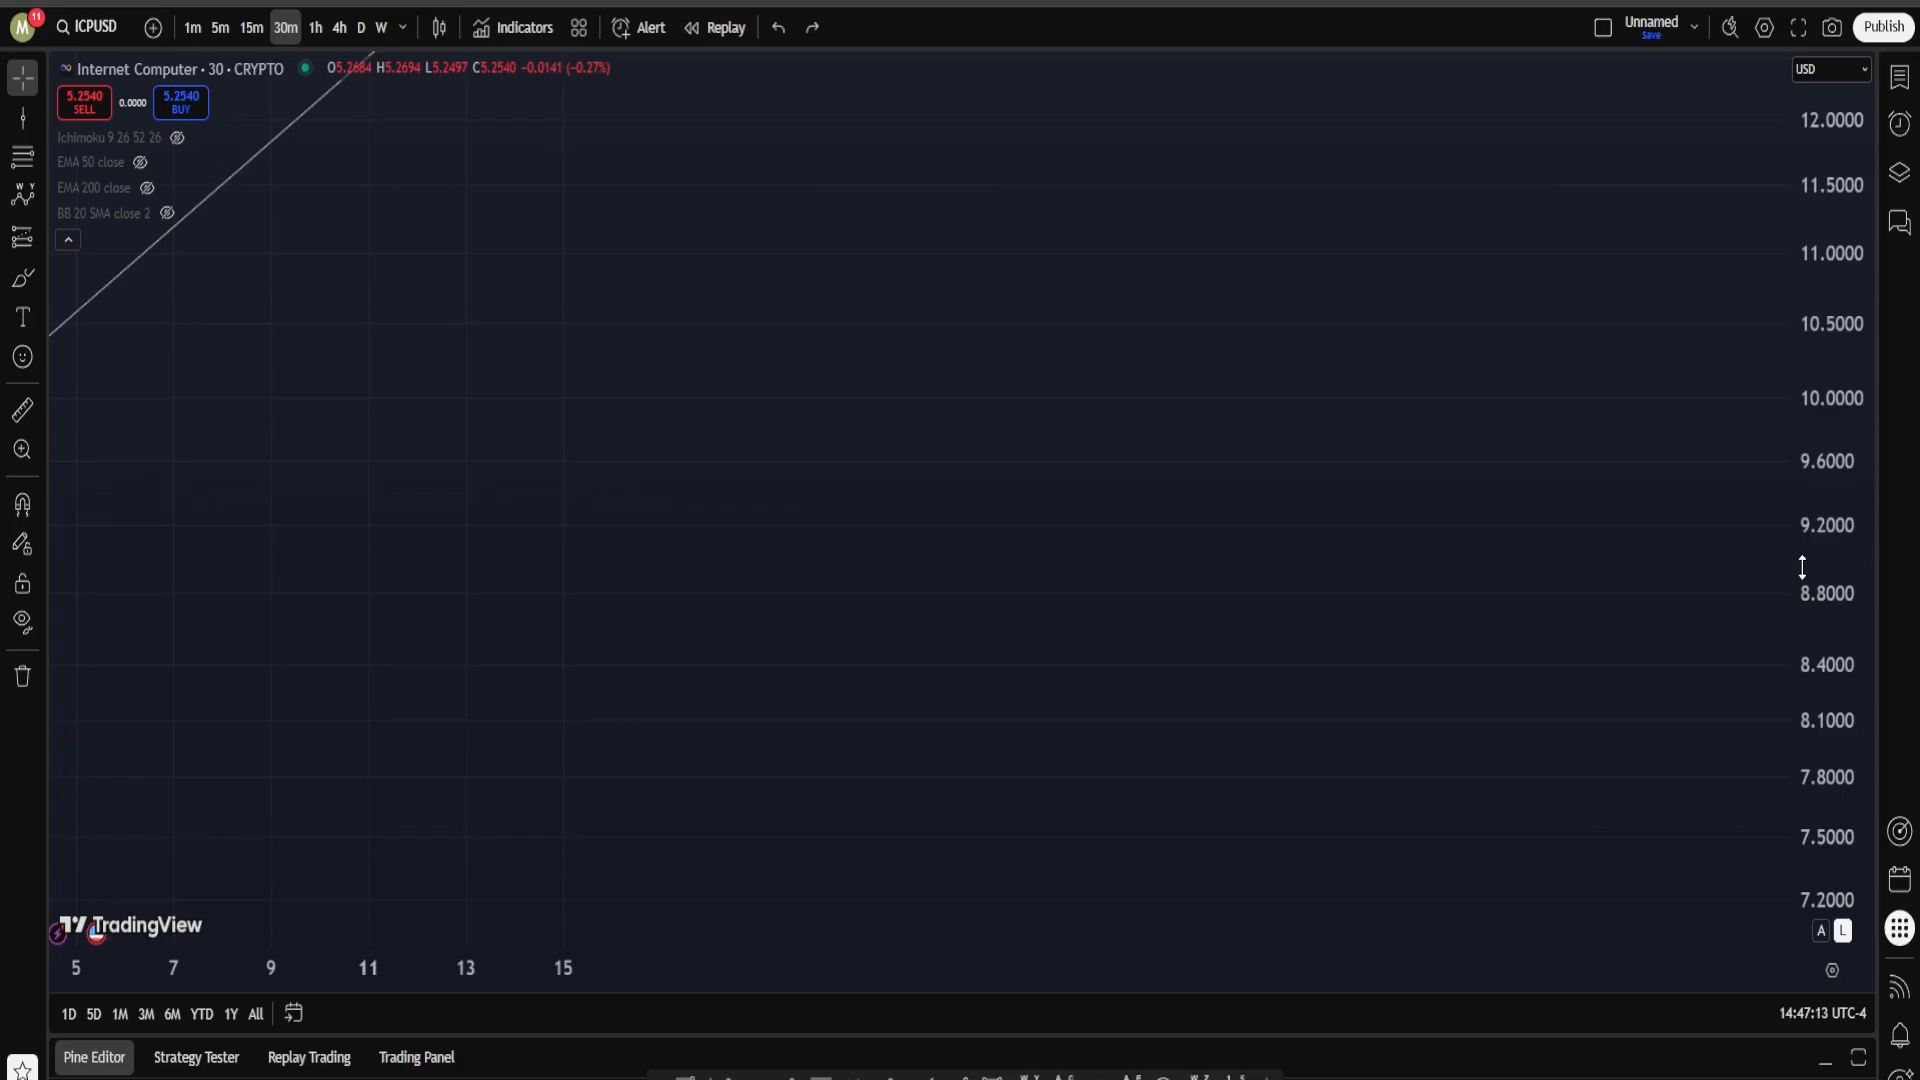 M 11 ICPUSD 1m 5m 15m 30m 1h 4h D W Indicators Alert Replay Unnamed Save Publish
Internet Computer · 30 · CRYPTO O5.2684 H5.2694 L5.2497 C5.2540 −0.0141 (−0.27%) USD
5.2540 SELL 0.0000 5.2540 BUY
Ichimoku 9 26 52 26
EMA 50 close
EMA 200 close
BB 20 SMA close 2
12.0000
11.5000
11.0000
10.5000
10.0000
9.6000
9.2000
8.8000
8.4000
8.1000
7.8000
7.5000
7.2000
TradingView
A L
5 7 9 11 13 15
1D 5D 1M 3M 6M YTD 1Y All 14:47:13 UTC-4
Pine Editor Strategy Tester Replay Trading Trading Panel